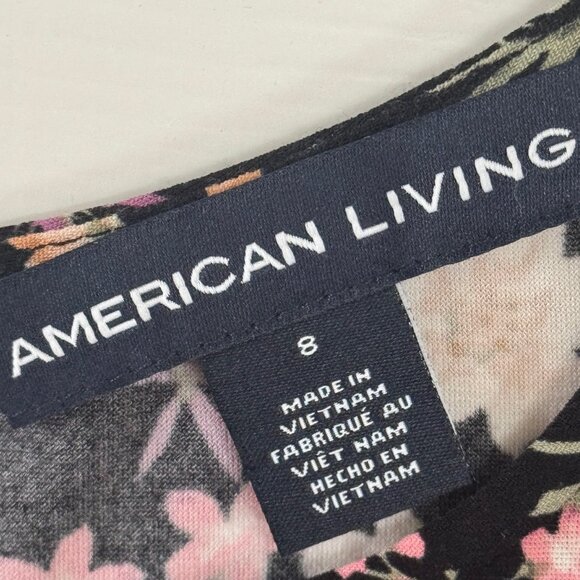 AMERICAN LIVING
8
MADE IN
VIETNAM
FABRIQUÉ AU
VIÊT NAM
HECHO EN
VIETNAM